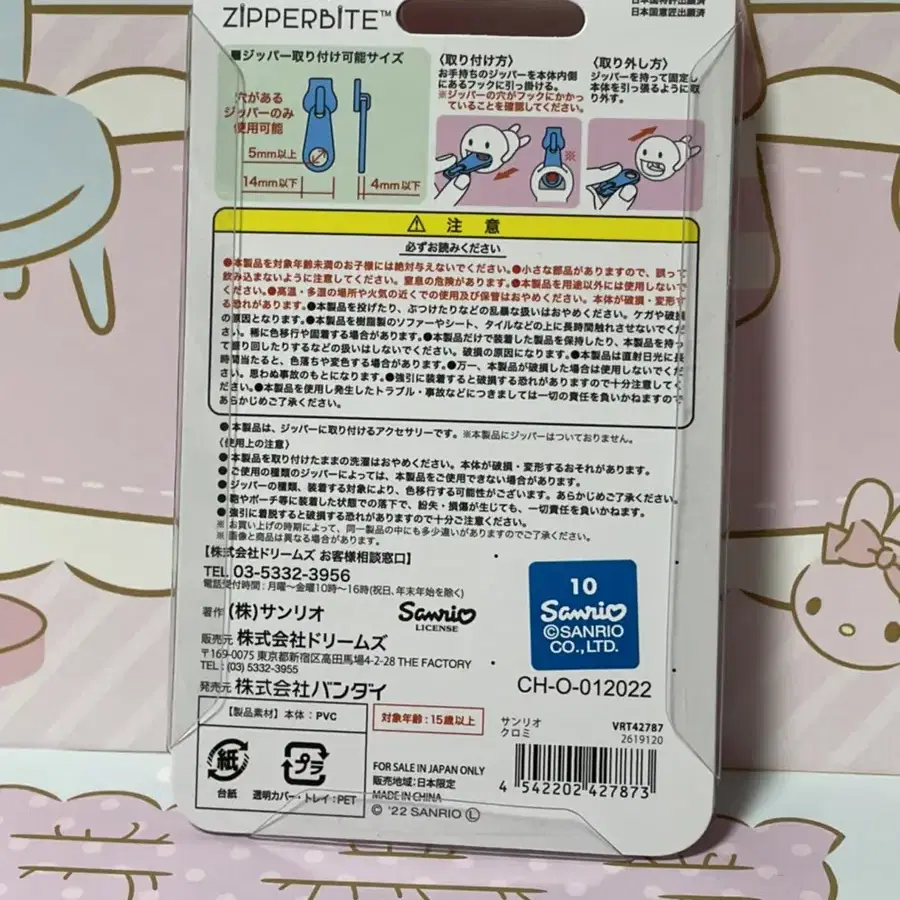 日本国特許出願済
日本国意匠出願済
ZIPPERBITE™
■ジッパー取り付け可能サイズ
穴がある
ジッパーのみ
使用可能
5mm以上
14mm以下
4mm以下
〈取り付け方〉
お手持ちのジッパーを本体内側
にあるフックに引っ掛ける。
※ジッパーの穴がフックにかかっ
ていることを確認してください。
※
〈取り外し方〉
ジッパーを持って固定し
本体を引っ張るように取
り外す。
⚠ 注 意
必ずお読みください
●本製品を対象年齢未満のお子様には絶対与えないでください。●小さな部品がありますので、誤って
飲み込まないように注意してください。窒息の危険があります。●本製品を用途以外には使用しないで
ください。●高温・多湿の場所や火気の近くでの使用及び保管はおやめください。本体が破損・変形す
る恐れがあります。●本製品を投げたり、ぶつけたりなどの乱暴な扱いはおやめください。ケガや破損
の原因となります。●本製品を樹脂製のソファーやシート、タイルなどの上に長時間触れさせないでくだ
さい。稀に色移行や固着する場合があります。●本製品だけで装着した製品を保持したり、本製品を持っ
て振り回したりするなどの扱いはしないでください。破損の原因になります。●本製品は直射日光に長
時間当たると、色落ちや変色する場合があります。●万一、本製品が破損した場合は使用しないでくだ
さい。思わぬ事故のもとになります。●強引に装着すると破損する恐れがありますので十分注意してくだ
さい。●本製品を使用し発生したトラブル・事故などにつきましては一切の責任を負いかねますので
あらかじめご了承ください。
●本製品は、ジッパーに取り付けるアクセサリーです。※本製品にジッパーはついておりません。
〈使用上の注意〉
●本製品を取り付けたままの洗濯はおやめください。本体が破損・変形するおそれがあります。
●ご使用の種類のジッパーによっては、本製品をご使用できない場合があります。
●ジッパーの種類、装着する対象により、色移行する可能性がございます。あらかじめご了承ください。
●鞄やポーチ等に装着した状態での落下で、紛失・損傷が生じても、一切責任を負いかねます。
●強引に着脱すると破損する恐れがありますので十分ご注意ください。
※お買い上げの時期によって、同一製品の中にも多少違いがありますのでご了承ください。
※画像と商品は異なる場合があります。
【株式会社ドリームズ お客様相談窓口】
TEL 03-5332-3956
電話受付時間：月曜〜金曜10時〜16時(祝日、年末年始を除く)
著作 (株)サンリオ
Sanrio
LICENSE
販売元 株式会社ドリームズ
〒169-0075 東京都新宿区高田馬場4-2-28 THE FACTORY
TEL：(03) 5332-3955
発売元 株式会社バンダイ
10
Sanrio
©SANRIO
CO., LTD.
CH-O-012022
【製品素材】本体：PVC
紙
台紙
プラ
透明カバー・トレイ：PET
対象年齢：15歳以上
FOR SALE IN JAPAN ONLY
販売地域：日本限定
MADE IN CHINA
© '22 SANRIO Ⓛ
サンリオ
クロミ
VRT42787
2619120
4 542202 427873